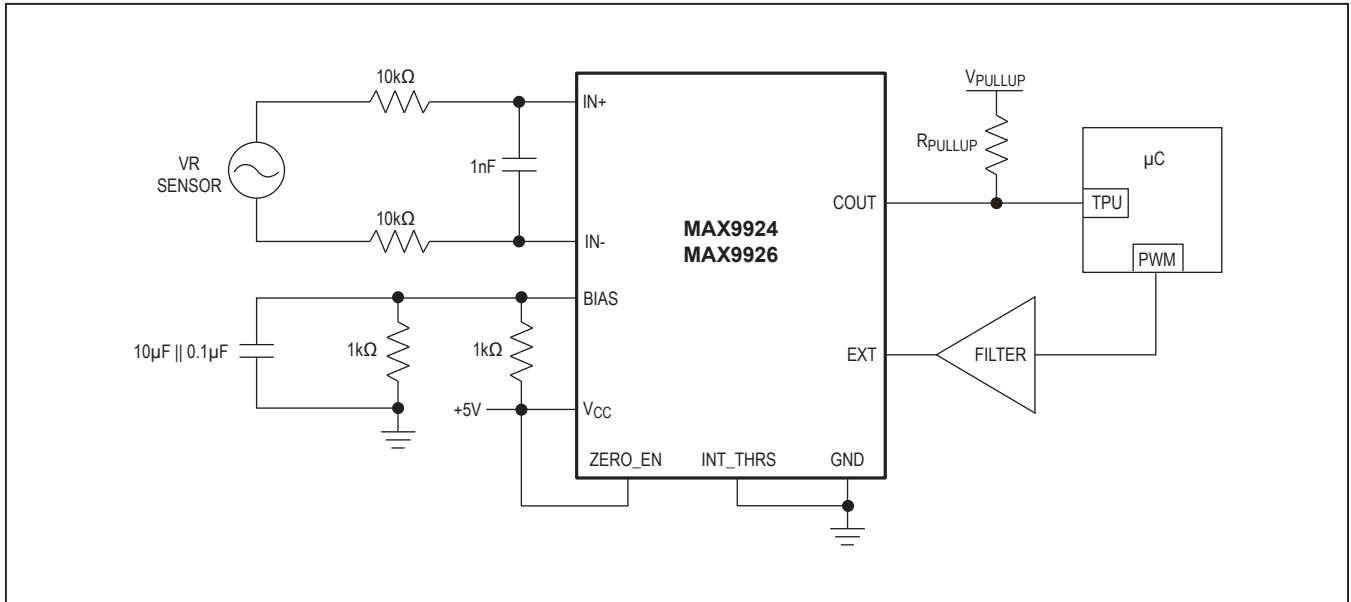 10kΩ
IN+
VR
SENSOR
1nF
10kΩ
IN-
BIAS
10µF || 0.1µF
1kΩ
1kΩ
+5V
VCC
ZERO_EN
INT_THRS
GND
MAX9924
MAX9926
COUT
EXT
VPULLUP
RPULLUP
µC
TPU
PWM
FILTER